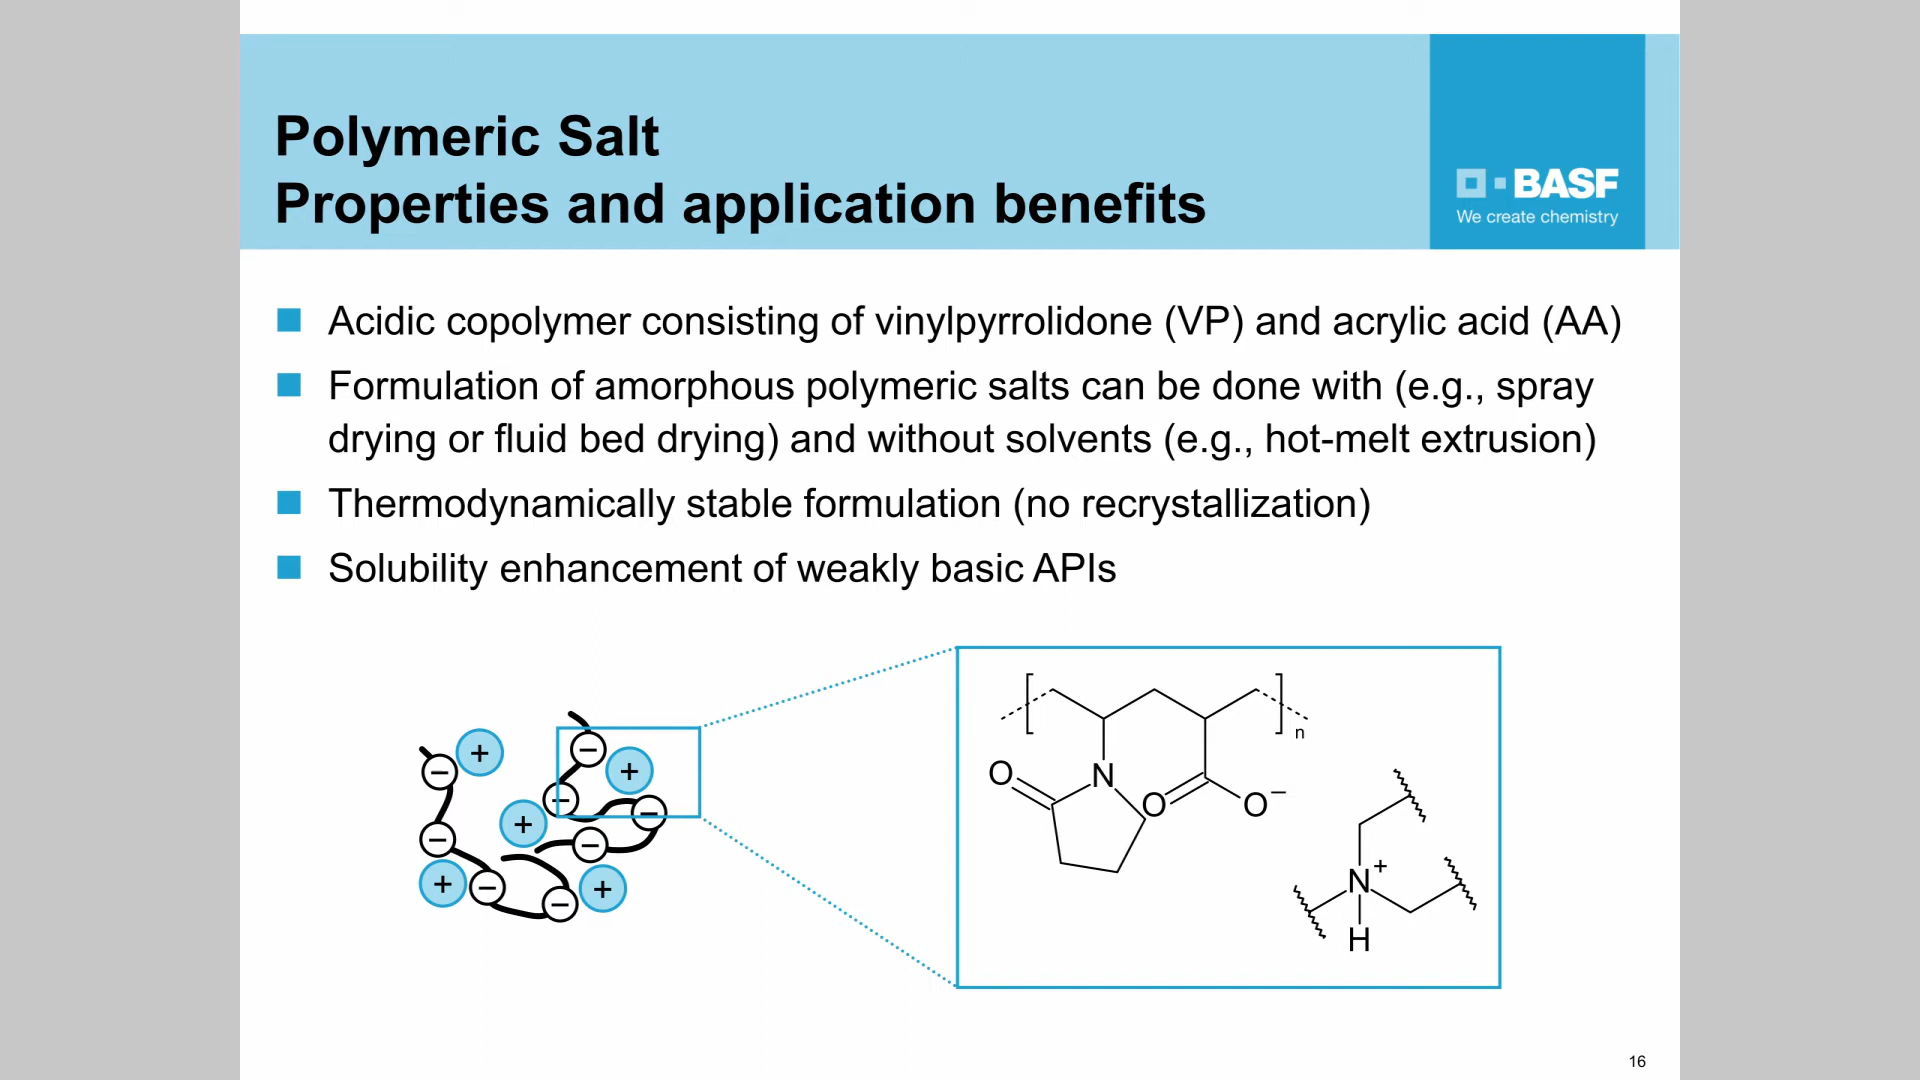 Polymeric Salt
Properties and application benefits
BASF
We create chemistry
Acidic copolymer consisting of vinylpyrrolidone (VP) and acrylic acid (AA)
Formulation of amorphous polymeric salts can be done with (e.g., spray
drying or fluid bed drying) and without solvents (e.g., hot-melt extrusion)
Thermodynamically stable formulation (no recrystallization)
Solubility enhancement of weakly basic APIs
+
−
+
−
+
−
−
+
−
−
−
+
−
+
−
n
O
N
O
O−
N+
H
16